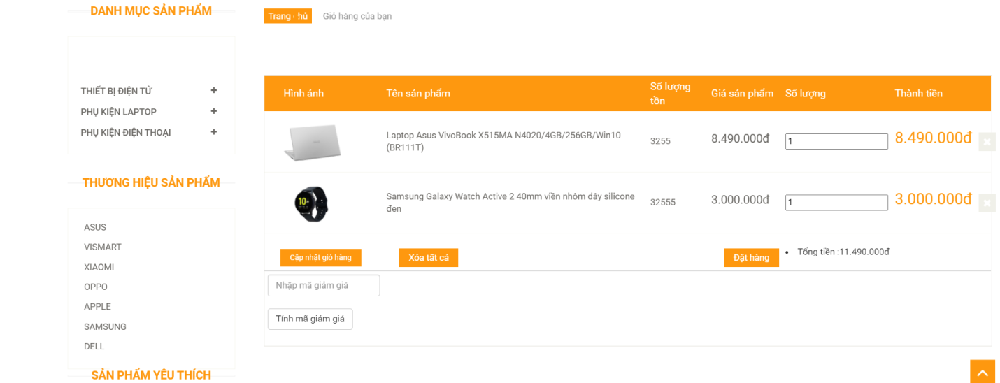 DANH MỤC SẢN PHẨM
Trang chủ Giỏ hàng của bạn
THIẾT BỊ ĐIỆN TỬ +
PHỤ KIỆN LAPTOP +
PHỤ KIỆN ĐIỆN THOẠI +
THƯƠNG HIỆU SẢN PHẨM
ASUS
VISMART
XIAOMI
OPPO
APPLE
SAMSUNG
DELL
SẢN PHẨM YÊU THÍCH
Hình ảnh Tên sản phẩm Số lượng tồn Giá sản phẩm Số lượng Thành tiền
Laptop Asus VivoBook X515MA N4020/4GB/256GB/Win10
(BR111T)
3255 8.490.000đ 1 8.490.000đ
Samsung Galaxy Watch Active 2 40mm viền nhôm dây silicone
đen
32555 3.000.000đ 1 3.000.000đ
Cập nhật giỏ hàng Xóa tất cả Đặt hàng • Tổng tiền :11.490.000đ
Nhập mã giảm giá
Tính mã giảm giá